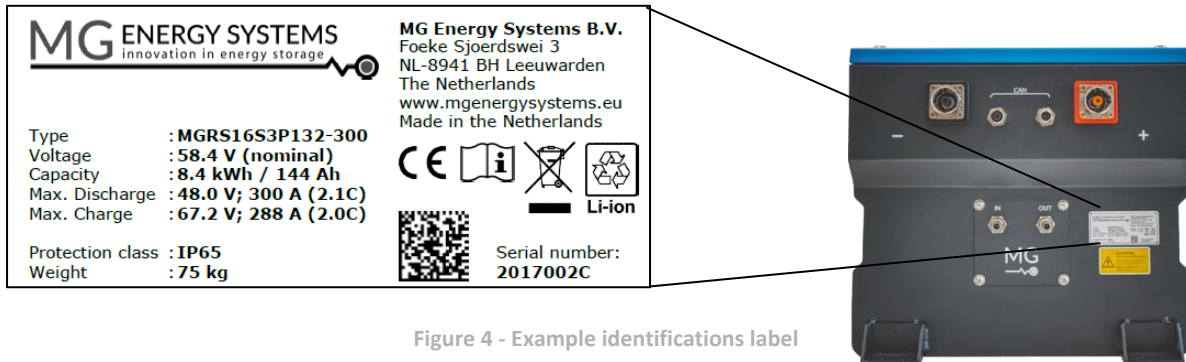 MG ENERGY SYSTEMS
innovation in energy storage
Type : MGRS16S3P132-300
Voltage : 58.4 V (nominal)
Capacity : 8.4 kWh / 144 Ah
Max. Discharge : 48.0 V; 300 A (2.1C)
Max. Charge : 67.2 V; 288 A (2.0C)
Protection class : IP65
Weight : 75 kg
MG Energy Systems B.V.
Foeke Sjoerdswei 3
NL-8941 BH Leeuwarden
The Netherlands
www.mgenergysystems.eu
Made in the Netherlands
CE
i
Li-ion
Serial number:
2017002C
CAN
– +
IN OUT
MG
Figure 4 - Example identifications label